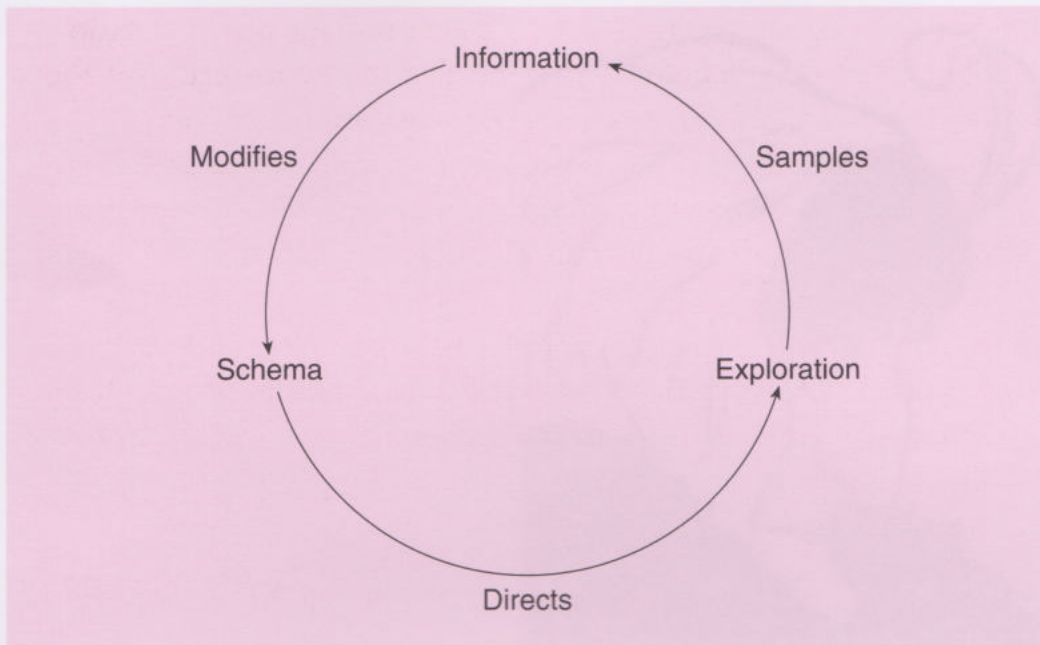 Information
Modifies
Samples
Schema
Exploration
Directs